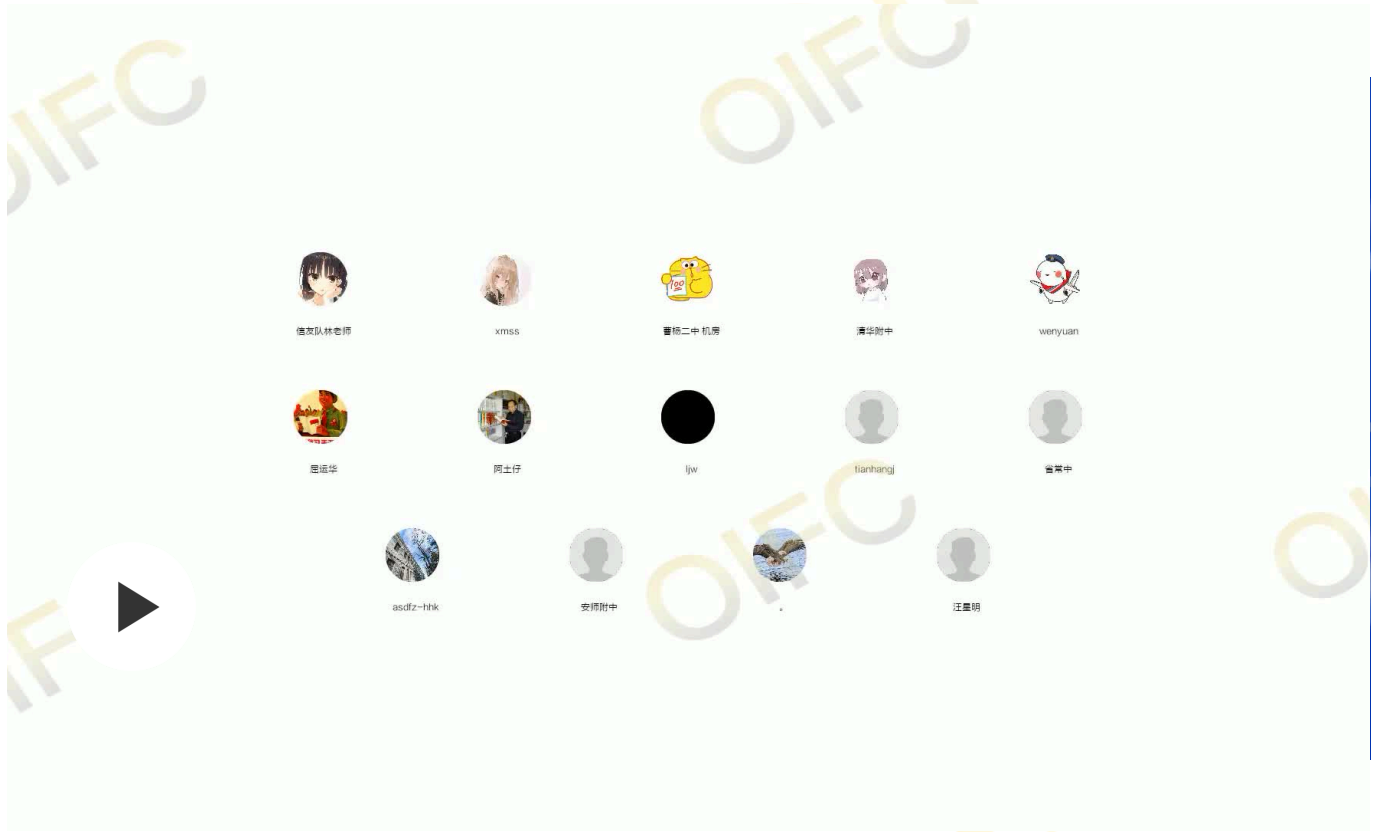 OIFC
OIFC
信友队林老师
xmss
曹杨二中 机房
清华附中
wenyuan
100
屈运华
阿土仔
ljw
tianhangj
省常中
OIFC
asdfz-hhk
安师附中
。
汪星明